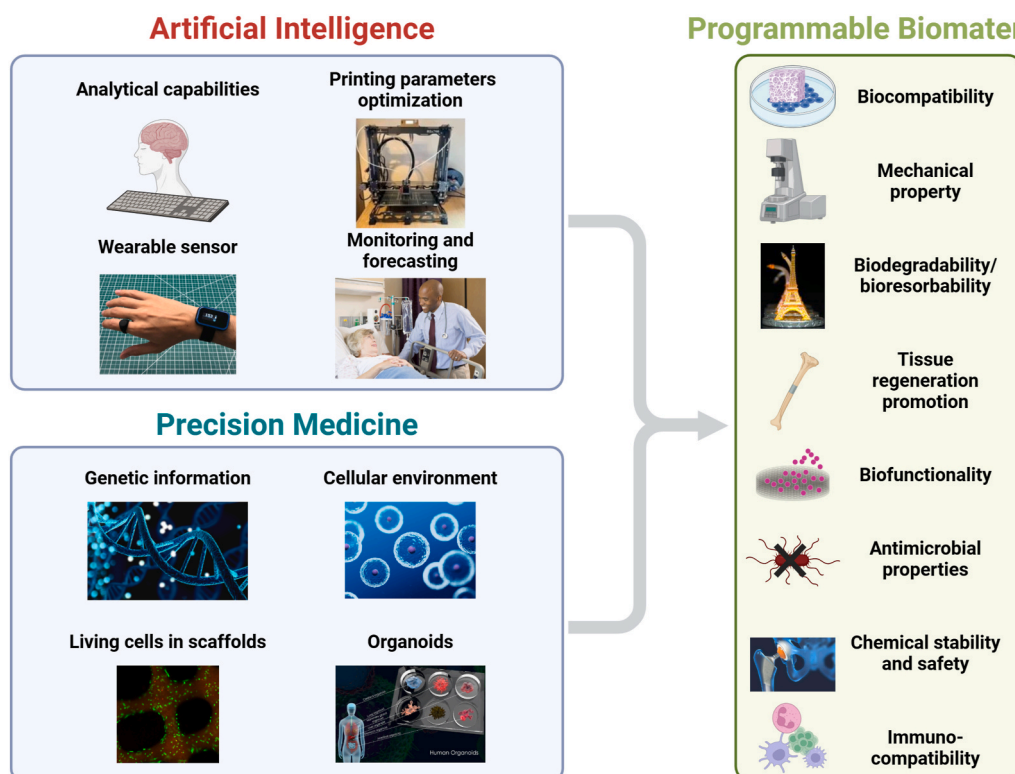 Artificial Intelligence
Analytical capabilities
Printing parameters
optimization
Wearable sensor
Monitoring and
forecasting
Precision Medicine
Genetic information
Cellular environment
Living cells in scaffolds
Organoids
Human Organoids
Programmable Biomater
Biocompatibility
Mechanical
property
Biodegradability/
bioresorbability
Tissue
regeneration
promotion
Biofunctionality
Antimicrobial
properties
Chemical stability
and safety
Immuno-
compatibility